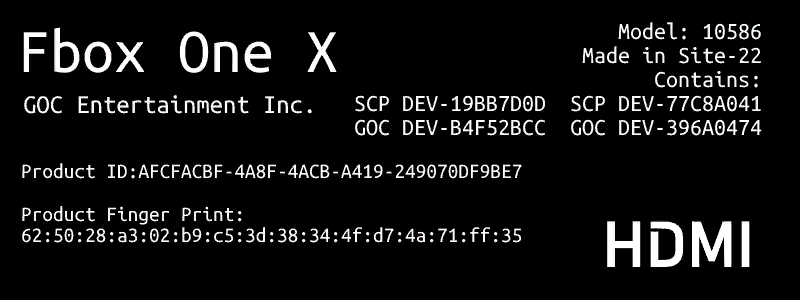 Fbox One X
GOC Entertainment Inc.
Model: 10586
Made in Site-22
Contains:
SCP DEV-19BB7D0D SCP DEV-77C8A041
GOC DEV-B4F52BCC GOC DEV-396A0474
Product ID:AFCFACBF-4A8F-4ACB-A419-249070DF9BE7
Product Finger Print:
62:50:28:a3:02:b9:c5:3d:38:34:4f:d7:4a:71:ff:35
HDMI